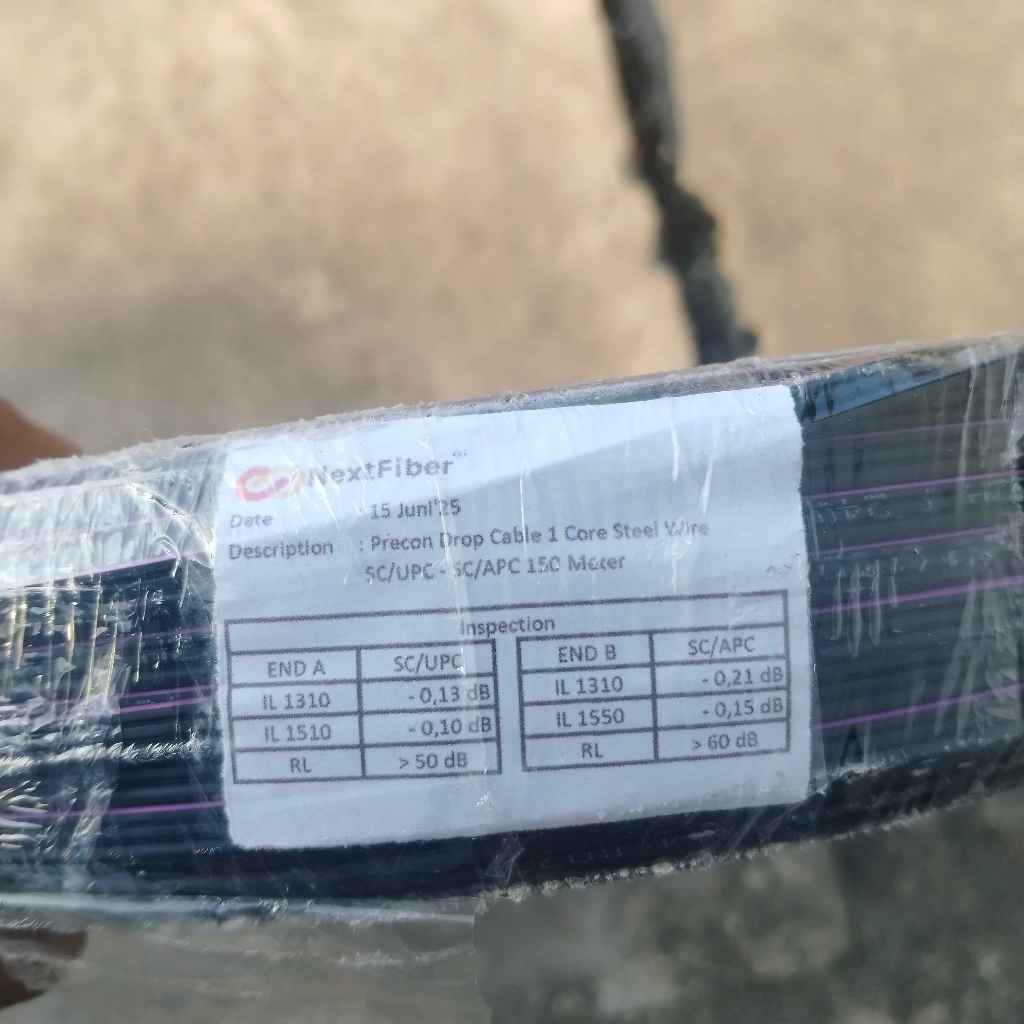 NextFiber
Date : 15 Juni'25
Description : Precon Drop Cable 1 Core Steel Wire
SC/UPC - SC/APC 150 Meter
Inspection
END A SC/UPC END B SC/APC
IL 1310 - 0,13 dB IL 1310 - 0,21 dB
IL 1510 - 0,10 dB IL 1550 - 0,15 dB
RL > 50 dB RL > 60 dB